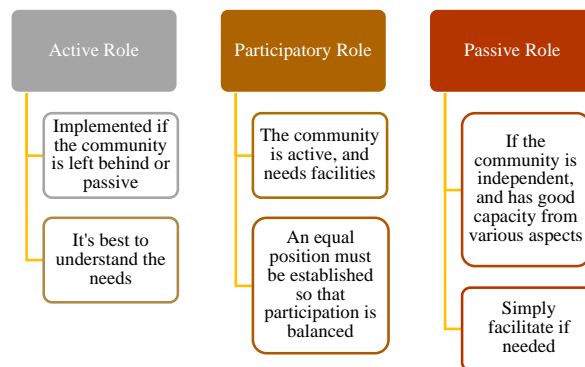 Active Role
Implemented if
the community
is left behind or
passive
It's best to
understand the
needs
Participatory Role
The community
is active, and
needs facilities
An equal
position must
be established
so that
participation is
balanced
Passive Role
If the
community is
independent,
and has good
capacity from
various aspects
Simply
facilitate if
needed